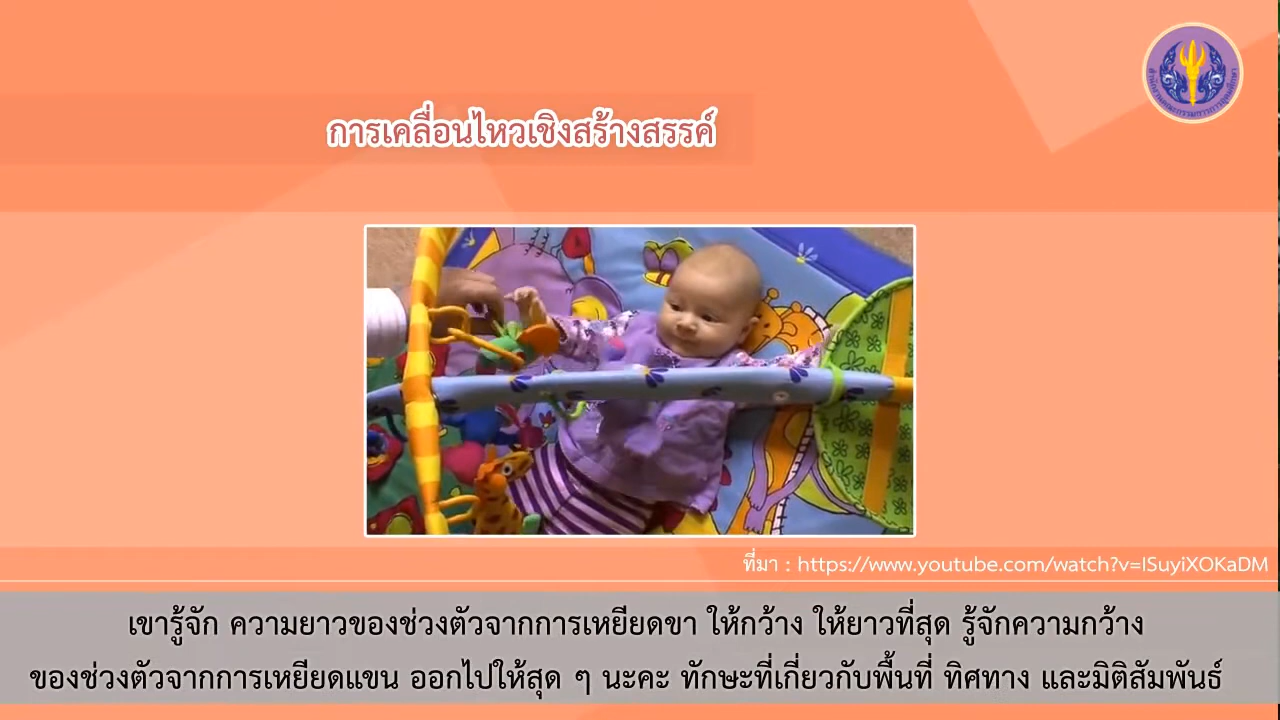 การเคลื่อนไหวเชิงสร้างสรรค์
ที่มา : https://www.youtube.com/watch?v=lSuyiXOKaDM
เขารู้จัก ความยาวของช่วงตัวจากการเหยียดขา ให้กว้าง ให้ยาวที่สุด รู้จักความกว้าง
ของช่วงตัวจากการเหยียดแขน ออกไปให้สุด ๆ นะคะ ทักษะที่เกี่ยวกับพื้นที่ ทิศทาง และมิติสัมพันธ์